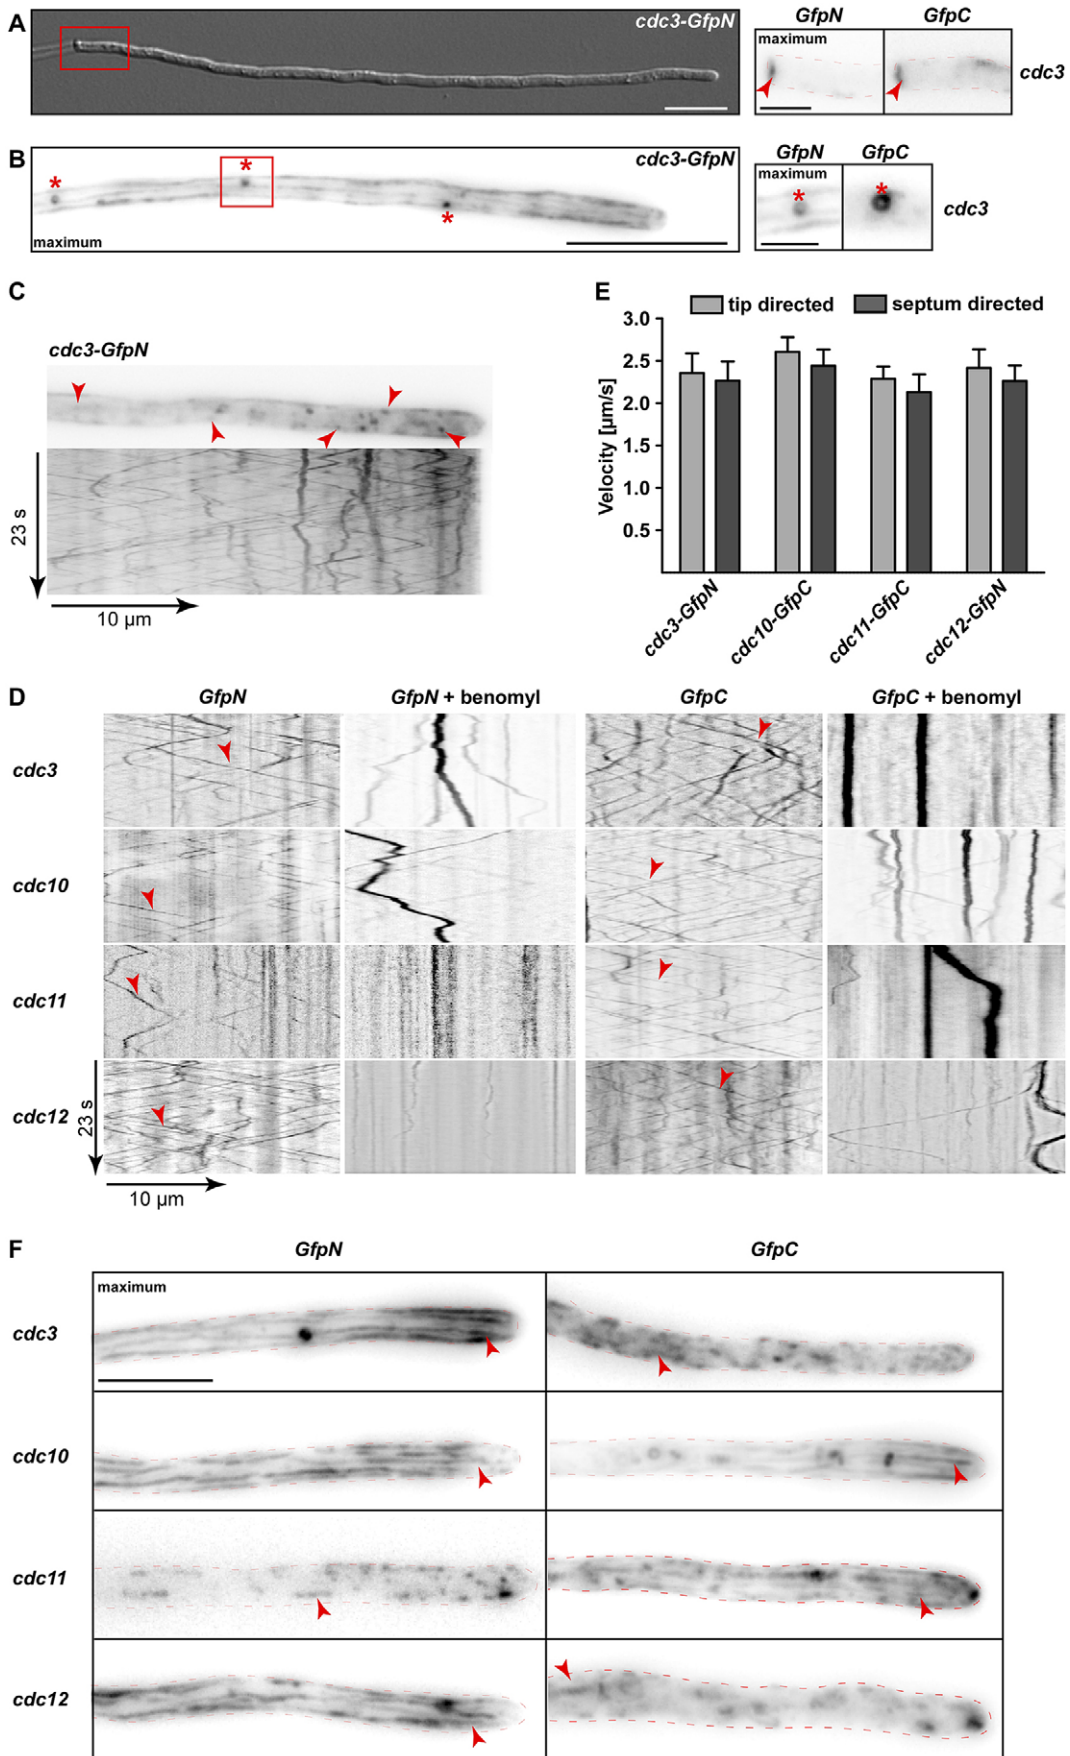 A
cdc3-GfpN
GfpN
GfpC
maximum
cdc3
B
*
*
*
cdc3-GfpN
maximum
GfpN
GfpC
maximum
*
*
cdc3
C
cdc3-GfpN
23 s
10 µm
E
tip directed
septum directed
Velocity [µm/s]
3.0
2.5
2.0
1.5
1.0
0.5
cdc3-GfpN
cdc10-GfpC
cdc11-GfpC
cdc12-GfpN
D
GfpN
GfpN + benomyl
GfpC
GfpC + benomyl
cdc3
cdc10
cdc11
cdc12
23 s
10 µm
F
GfpN
GfpC
maximum
cdc3
cdc10
cdc11
cdc12